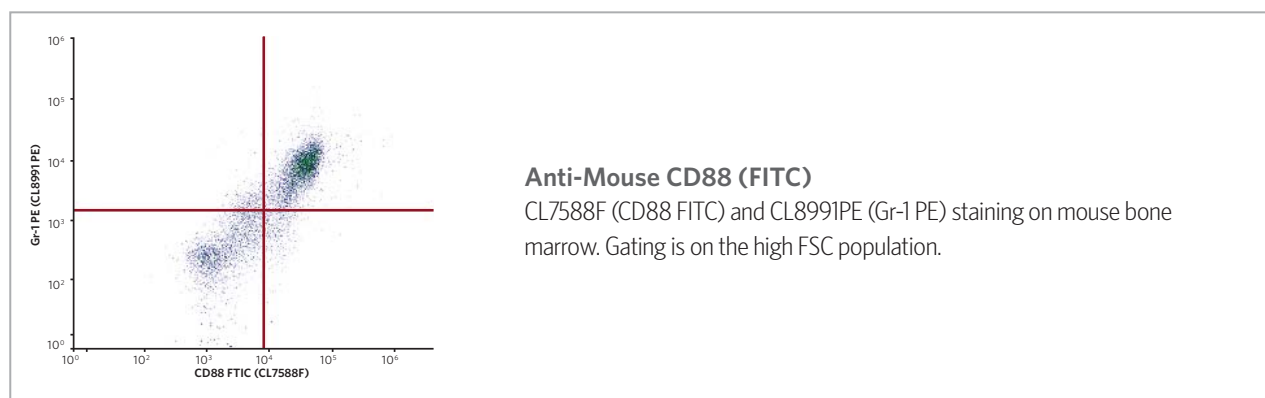 10⁶
10⁵
10⁴
10³
10²
10⁰
Gr-1 PE (CL8991 PE)
10⁰ 10² 10³ 10⁴ 10⁵ 10⁶
CD88 FTIC (CL7588F)
Anti-Mouse CD88 (FITC)
CL7588F (CD88 FITC) and CL8991PE (Gr-1 PE) staining on mouse bone
marrow. Gating is on the high FSC population.